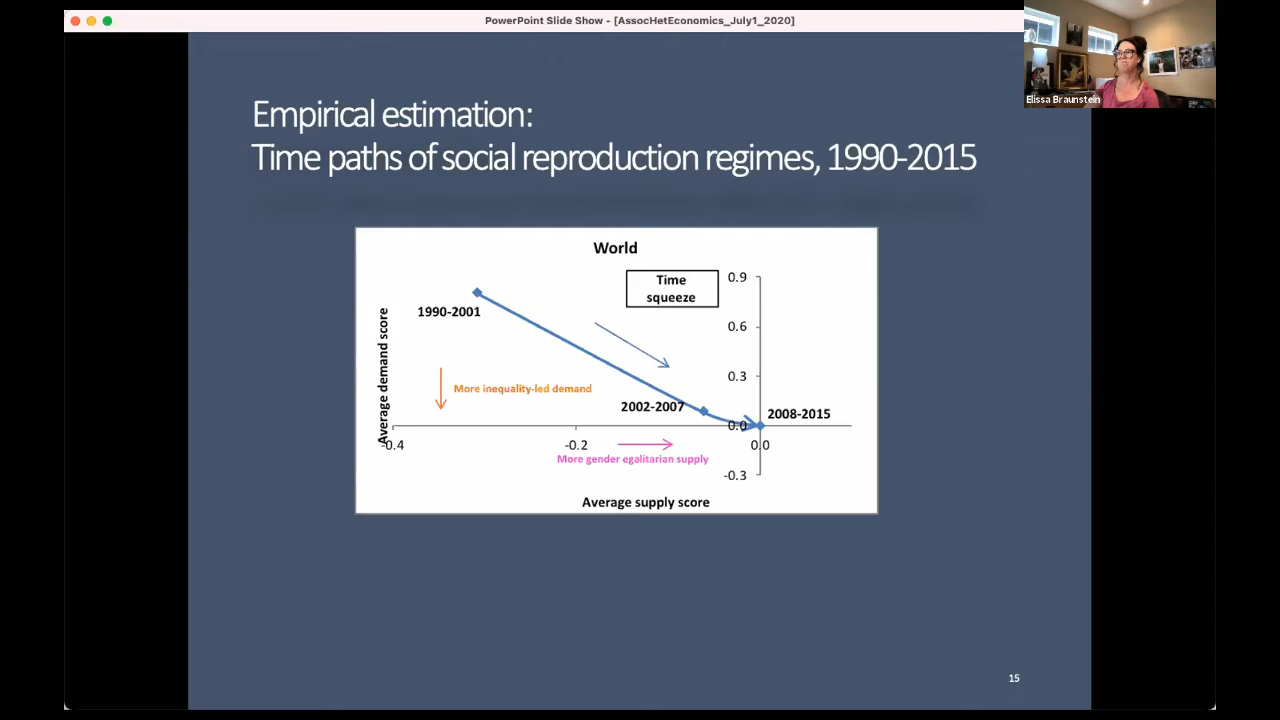 PowerPoint Slide Show - [AssocHetEconomics_July1_2020]
Elissa Braunstein
Empirical estimation:
Time paths of social reproduction regimes, 1990-2015
World
Time
squeeze
0.9
1990-2001
0.6
Average demand score
0.3
More inequality-led demand
2002-2007
2008-2015
0.0
-0.4
-0.2
0.0
More gender egalitarian supply
-0.3
Average supply score
15